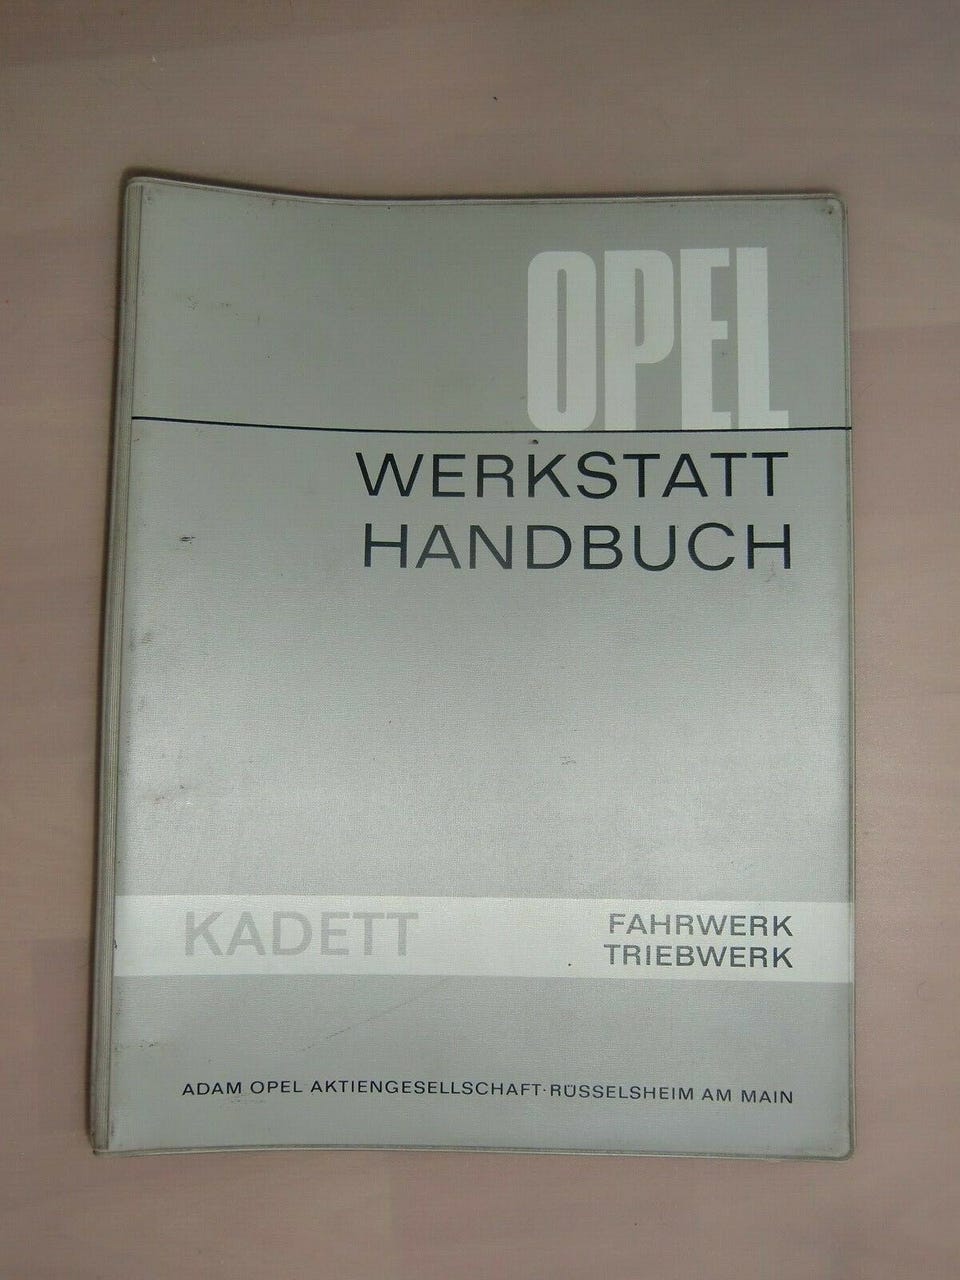 OPEL
WERKSTATT
HANDBUCH
KADETT
FAHRWERK
TRIEBWERK
ADAM OPEL AKTIENGESELLSCHAFT·RÜSSELSHEIM AM MAIN